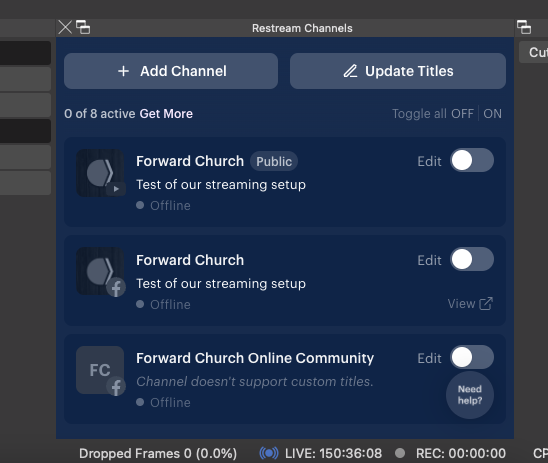 Restream Channels
Cu
+ Add Channel
Update Titles
0 of 8 active Get More
Toggle all OFF ON
Forward Church Public
Edit
Test of our streaming setup
Offline
Forward Church
Edit
Test of our streaming setup
Offline
View
FC
Forward Church Online Community
Edit
Channel doesn't support custom titles.
Offline
Need
help?
Dropped Frames 0 (0.0%)
LIVE: 150:36:08
REC: 00:00:00
CP